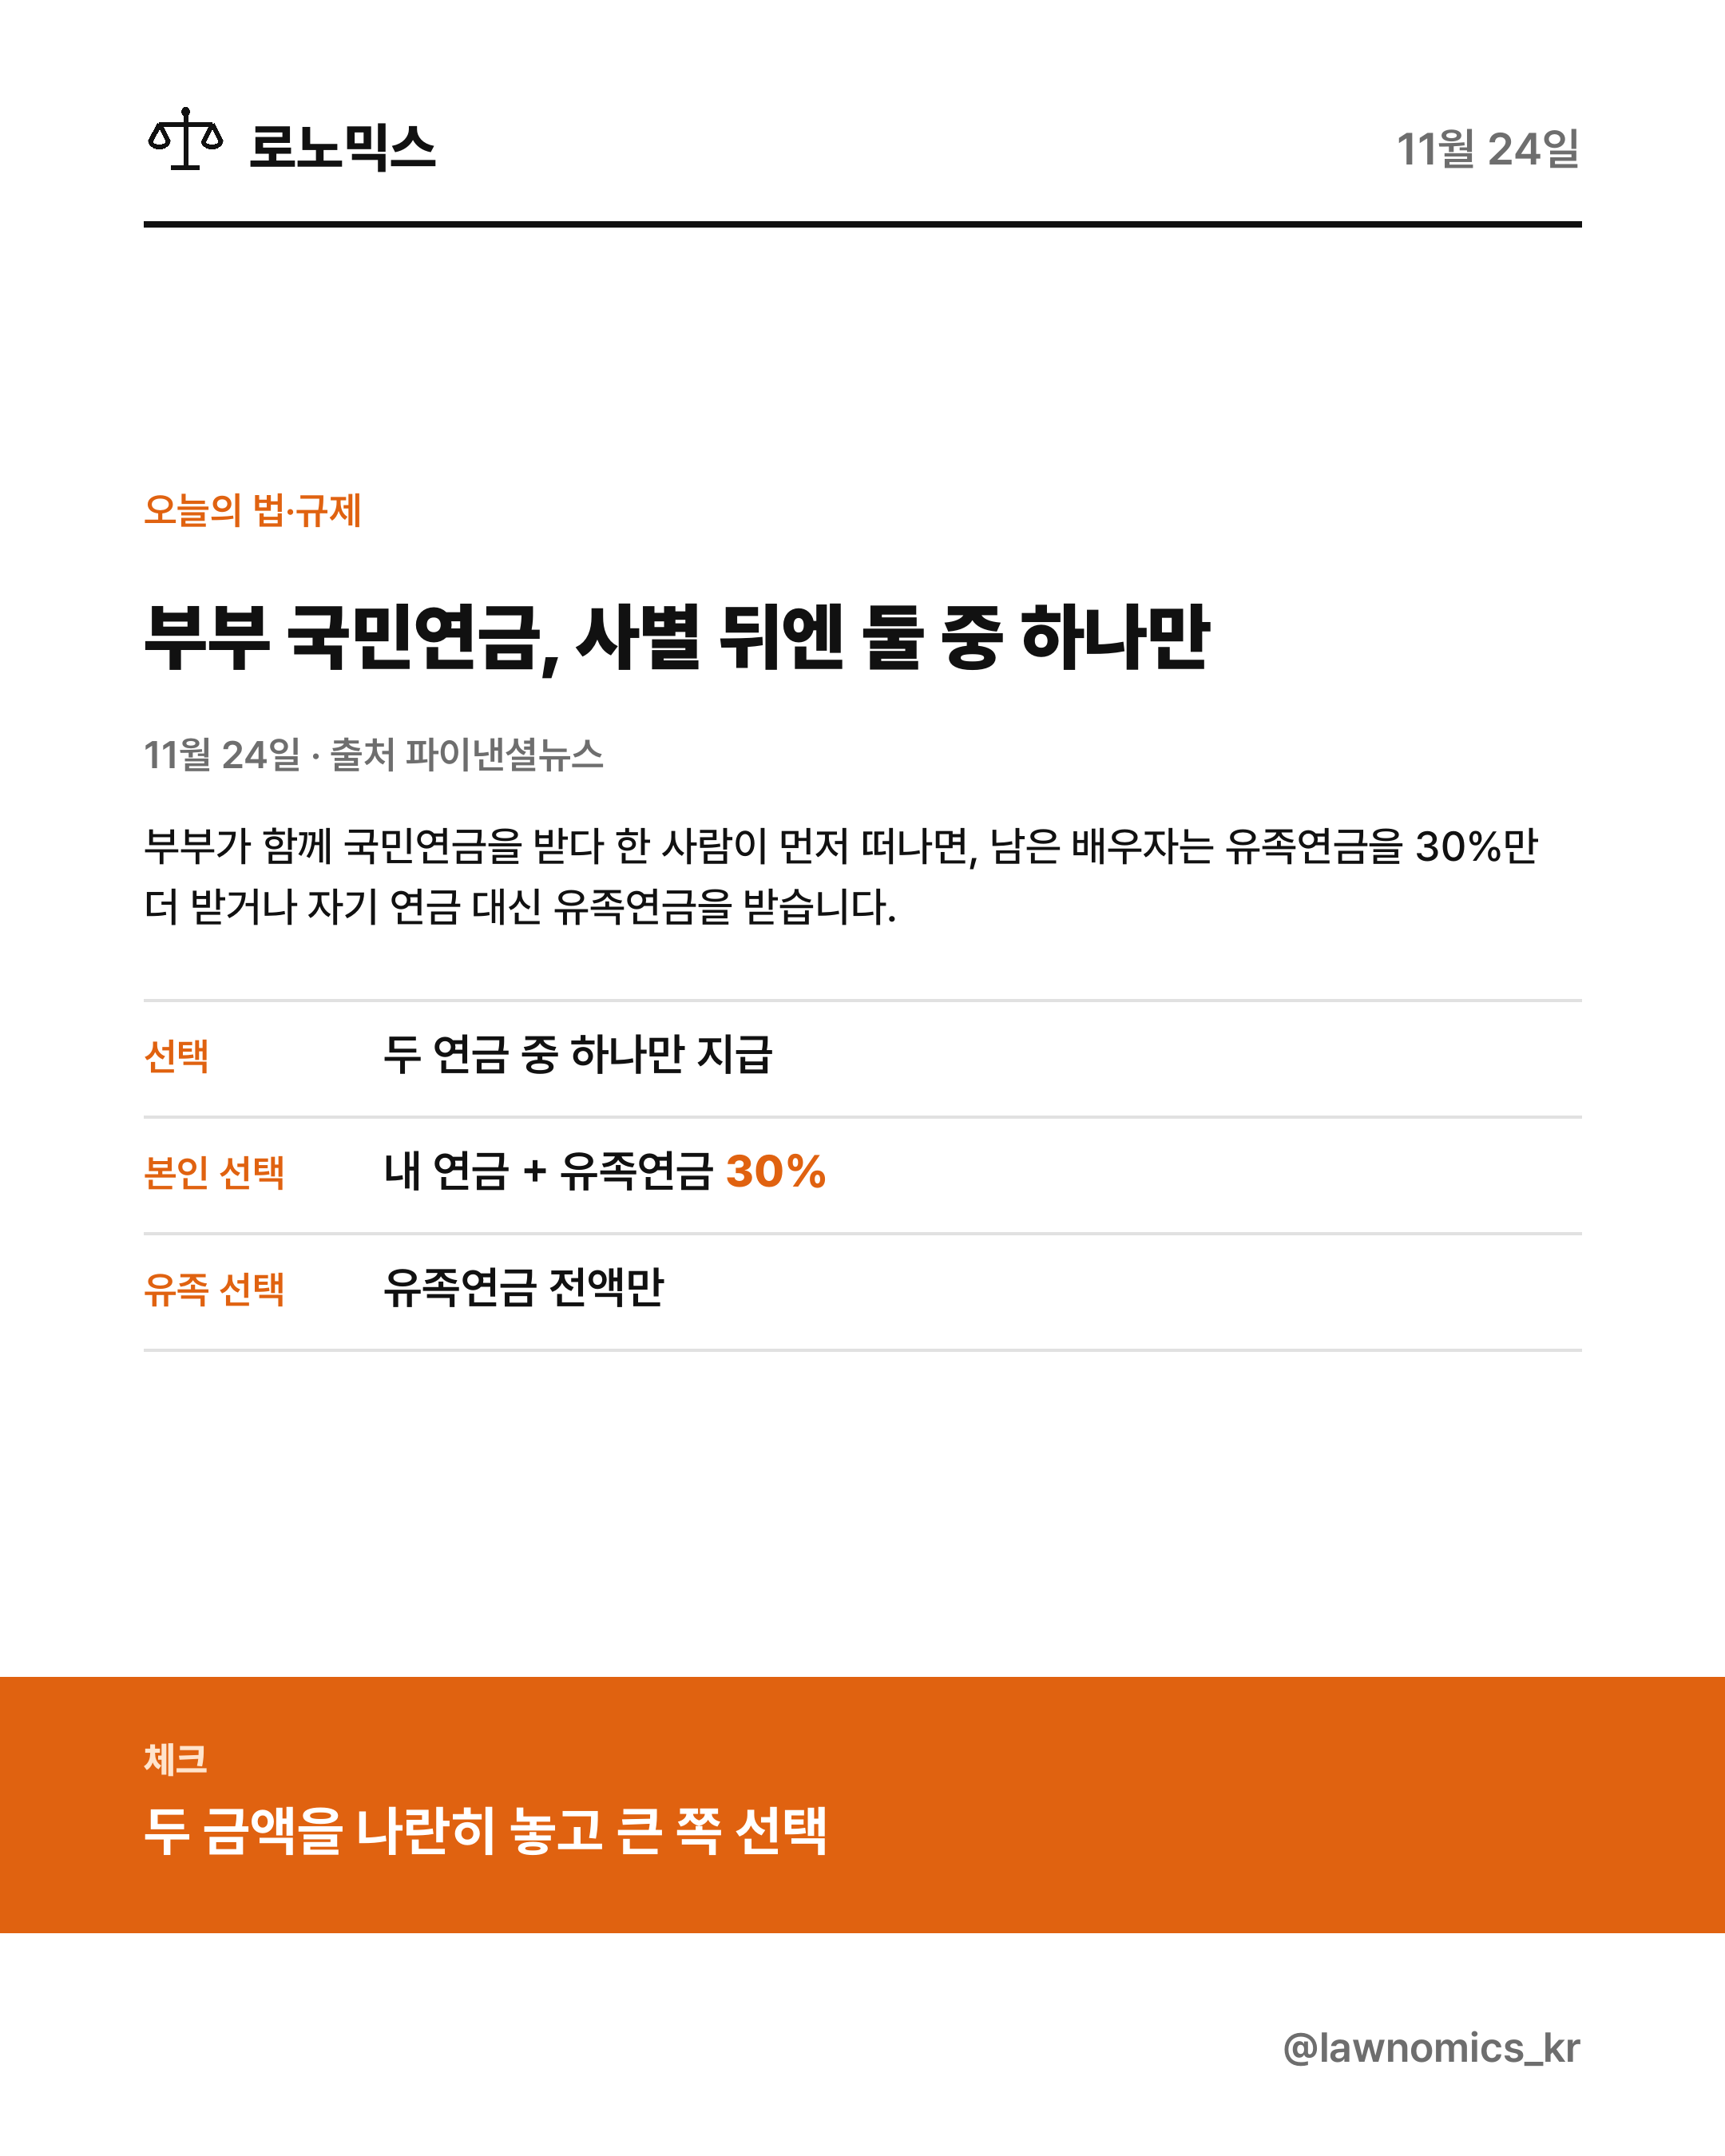 로노믹스
11월 24일
오늘의 법·규제
부부 국민연금, 사별 뒤엔 둘 중 하나만
11월 24일 · 출처 파이낸셜뉴스
부부가 함께 국민연금을 받다 한 사람이 먼저 떠나면, 남은 배우자는 유족연금을 30%만
더 받거나 자기 연금 대신 유족연금을 받습니다.
선택 두 연금 중 하나만 지급
본인 선택 내 연금 + 유족연금 30%
유족 선택 유족연금 전액만
체크
두 금액을 나란히 놓고 큰 쪽 선택
@lawnomics_kr